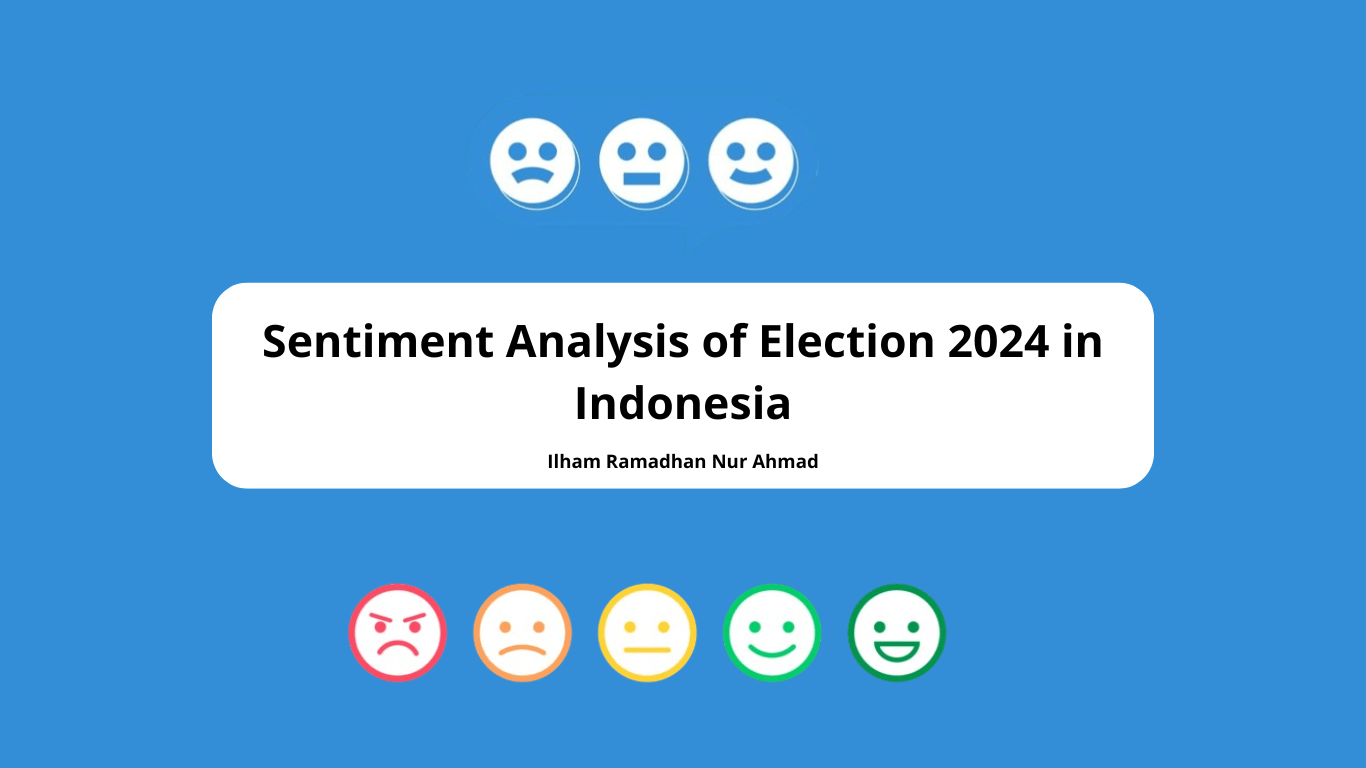 Sentiment Analysis of Election 2024 in
Indonesia
Ilham Ramadhan Nur Ahmad